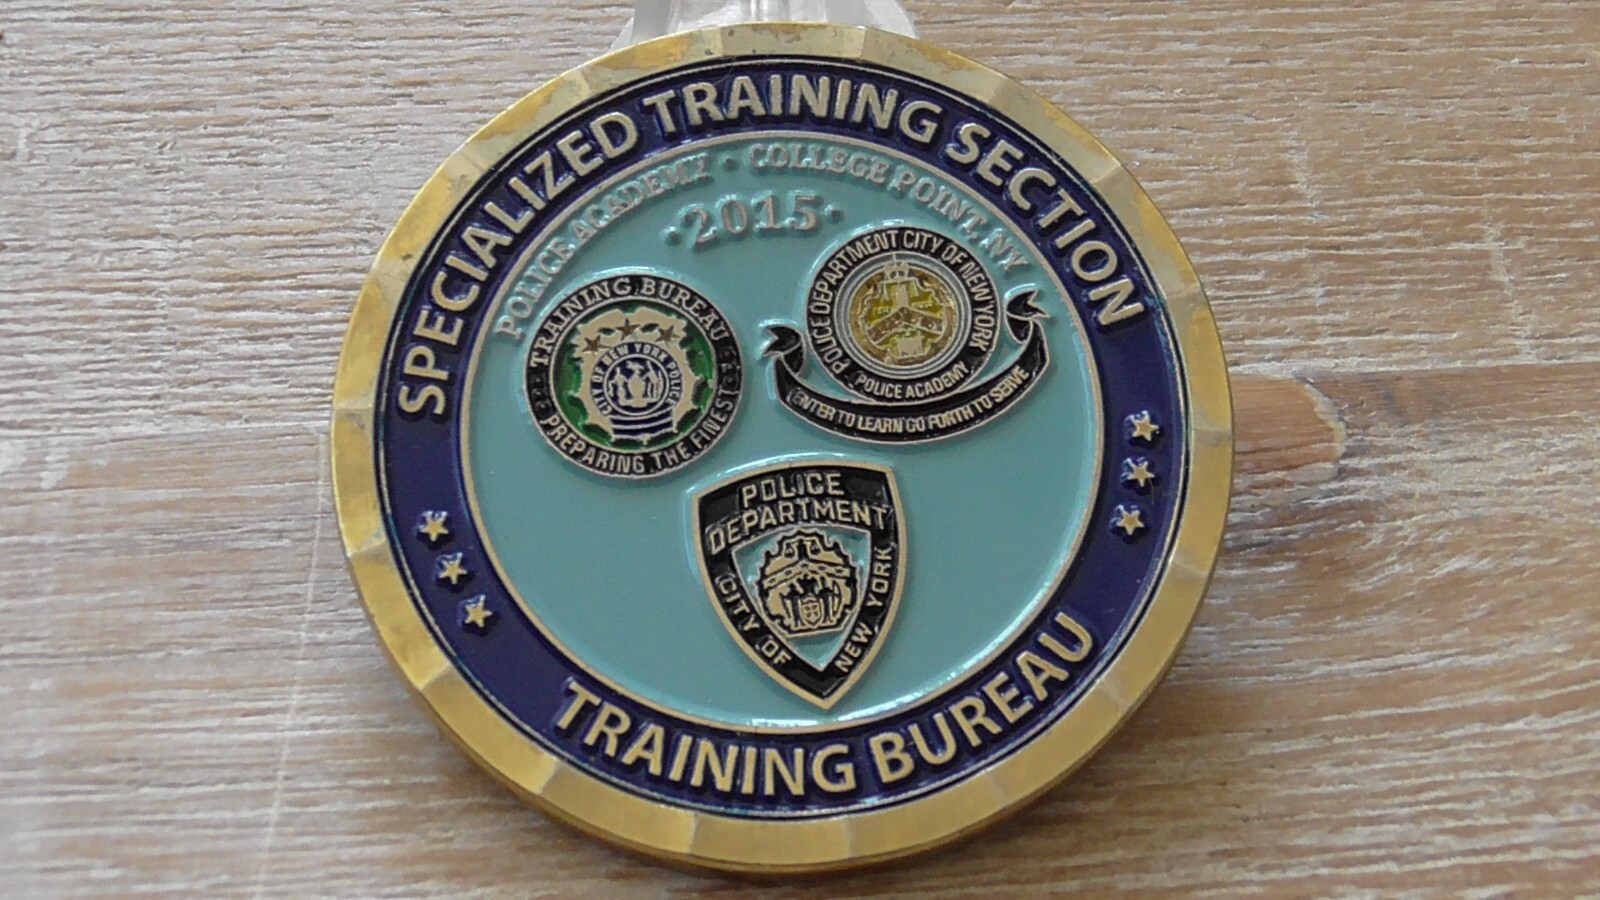 SPECIALIZED TRAINING SECTION
POLICE ACADEMY • COLLEGE POINT, NY
•2015•
TRAINING BUREAU
CITY OF NEW YORK POLICE
PREPARING THE FINEST
POLICE DEPARTMENT CITY OF NEW YORK
POLICE ACADEMY
ENTER TO LEARN GO FORTH TO SERVE
POLICE
DEPARTMENT
CITY OF
NEW YORK
TRAINING BUREAU